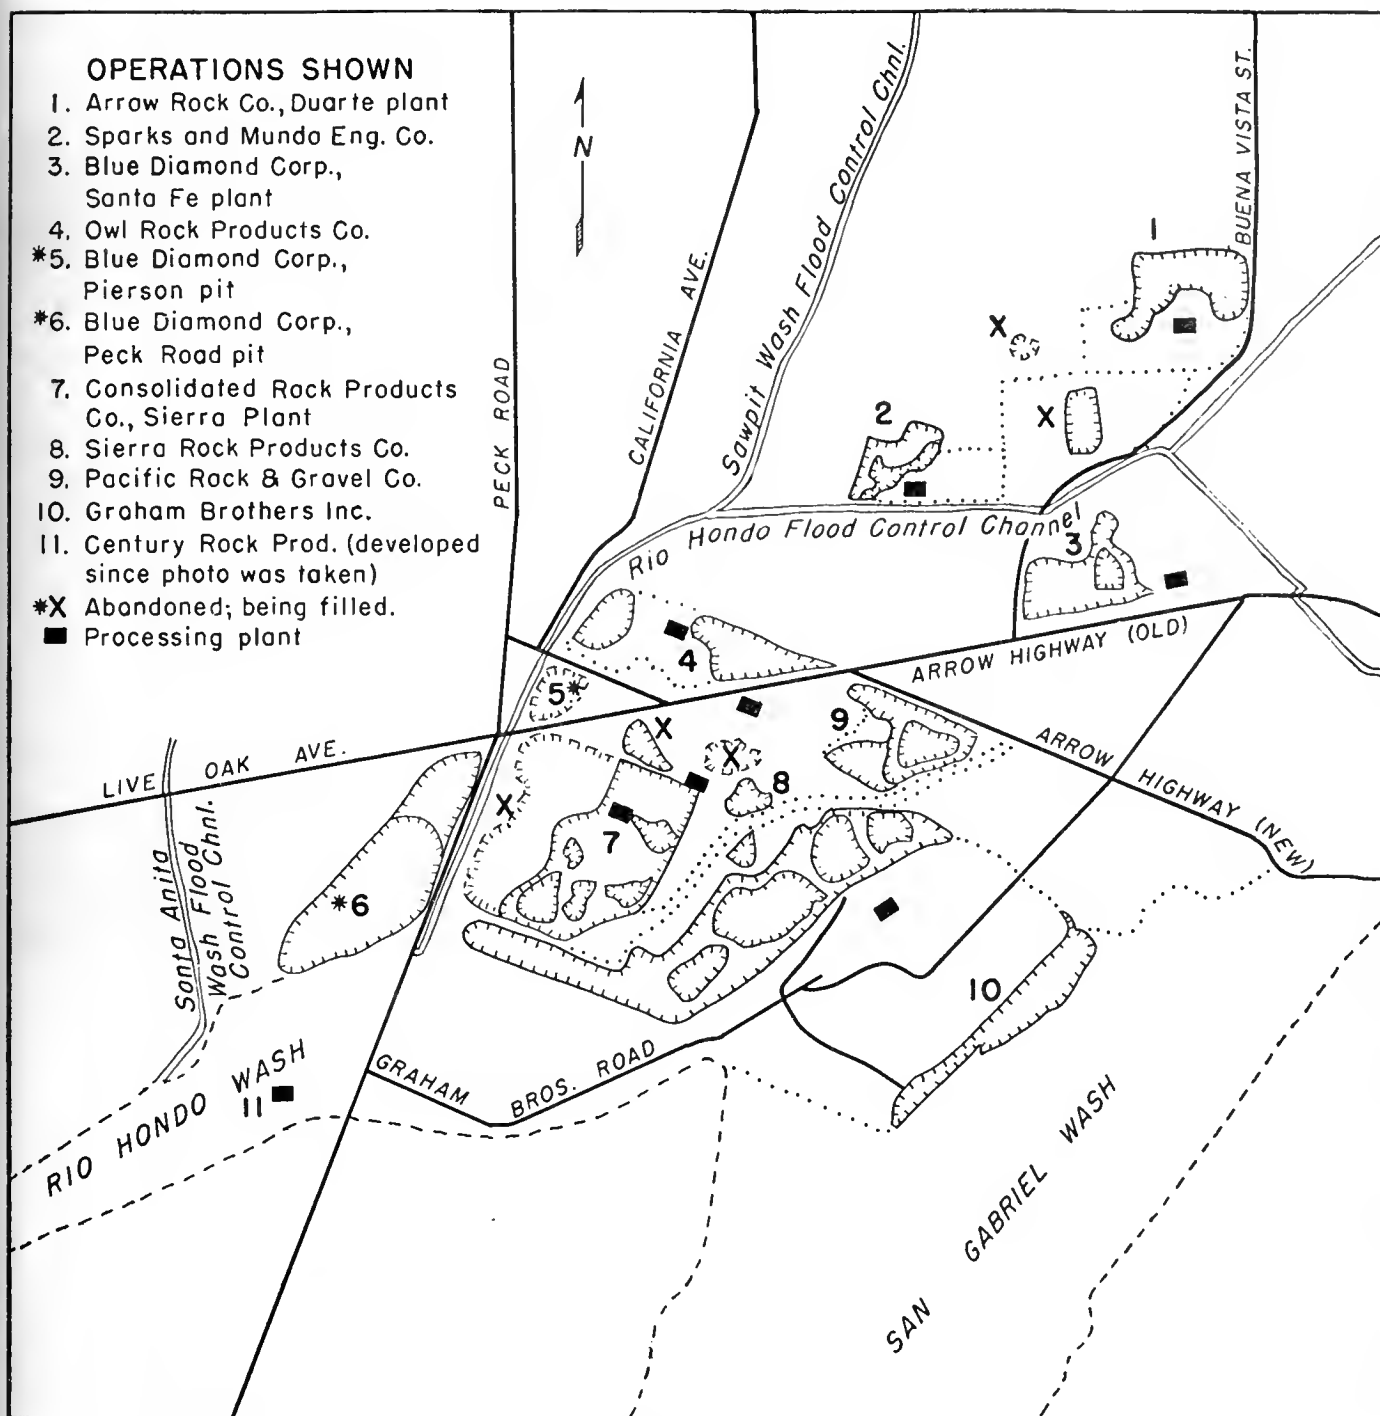 OPERATIONS SHOWN
1. Arrow Rock Co., Duarte plant
2. Sparks and Mundo Eng. Co.
3. Blue Diamond Corp.,
Santa Fe plant
4. Owl Rock Products Co.
*5. Blue Diamond Corp.,
Pierson pit
*6. Blue Diamond Corp.,
Peck Road pit
7. Consolidated Rock Products
Co., Sierra Plant
8. Sierra Rock Products Co.
9. Pacific Rock & Gravel Co.
10. Graham Brothers Inc.
11. Century Rock Prod. (developed
since photo was taken)
*X Abandoned; being filled.
Processing plant
N
PECK ROAD
CALIFORNIA AVE.
Sawpit Wash Flood Control Chnl.
BUENA VISTA ST.
1
X
X
2
Rio Hondo Flood Control Channel
3
4
ARROW HIGHWAY (OLD)
5*
X
X
9
ARROW HIGHWAY (NEW)
LIVE OAK AVE.
8
X
7
Santa Anita
Wash Flood
Control Chnl.
*6
10
GRAHAM BROS. ROAD
RIO HONDO WASH
11
SAN GABRIEL WASH